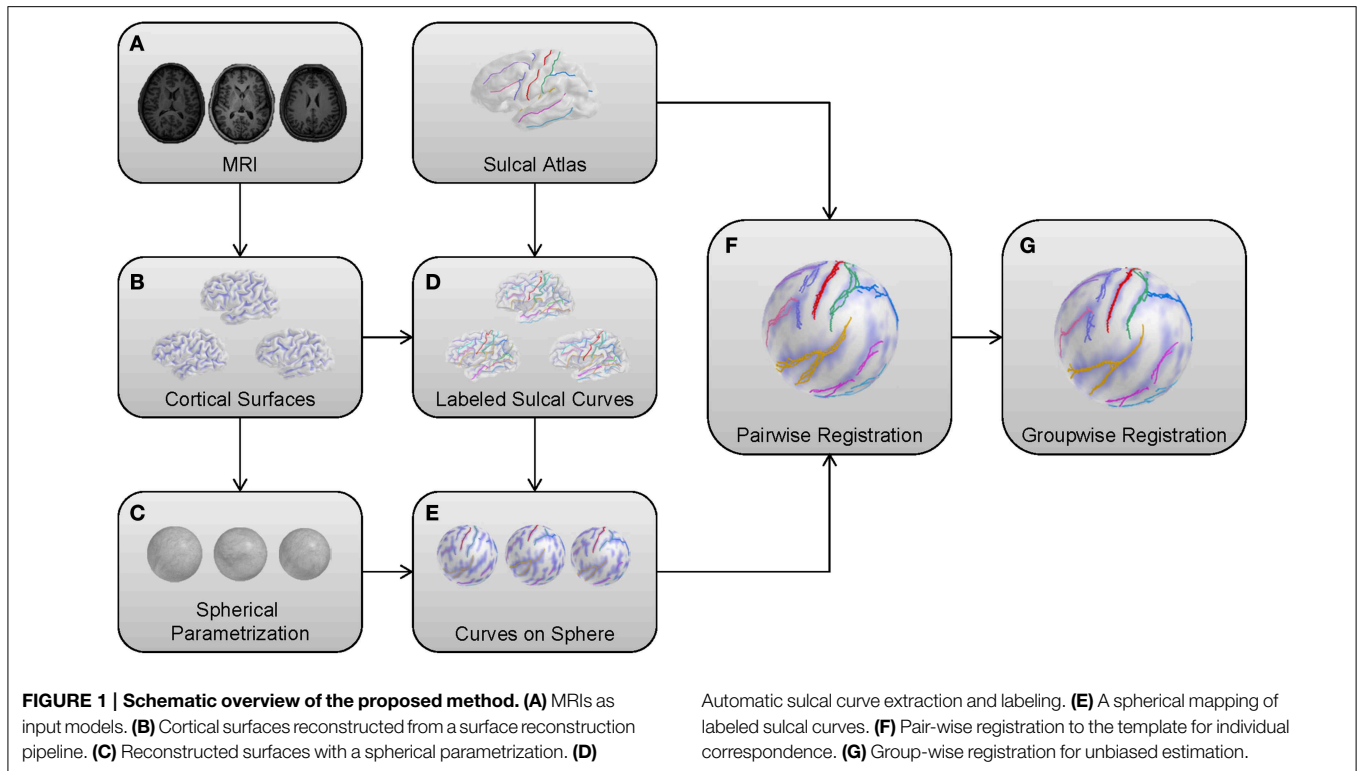 A
MRI
Sulcal Atlas
B
Cortical Surfaces
D
Labeled Sulcal Curves
C
Spherical
Parametrization
E
Curves on Sphere
F
Pairwise Registration
G
Groupwise Registration
FIGURE 1 | Schematic overview of the proposed method. (A) MRIs as
input models. (B) Cortical surfaces reconstructed from a surface reconstruction
pipeline. (C) Reconstructed surfaces with a spherical parametrization. (D)
Automatic sulcal curve extraction and labeling. (E) A spherical mapping of
labeled sulcal curves. (F) Pair-wise registration to the template for individual
correspondence. (G) Group-wise registration for unbiased estimation.